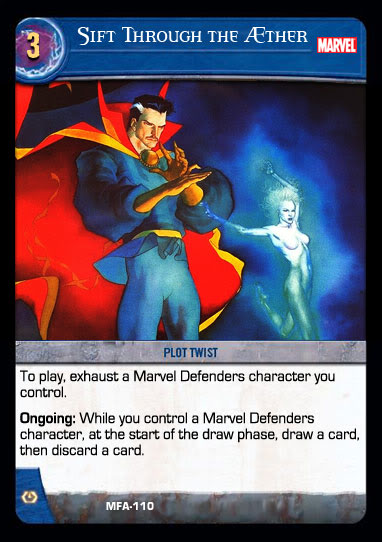 3
SIFT THROUGH THE ÆTHER
MARVEL
PLOT TWIST
To play, exhaust a Marvel Defenders character you
control.
Ongoing: While you control a Marvel Defenders
character, at the start of the draw phase, draw a card,
then discard a card.
MFA-110